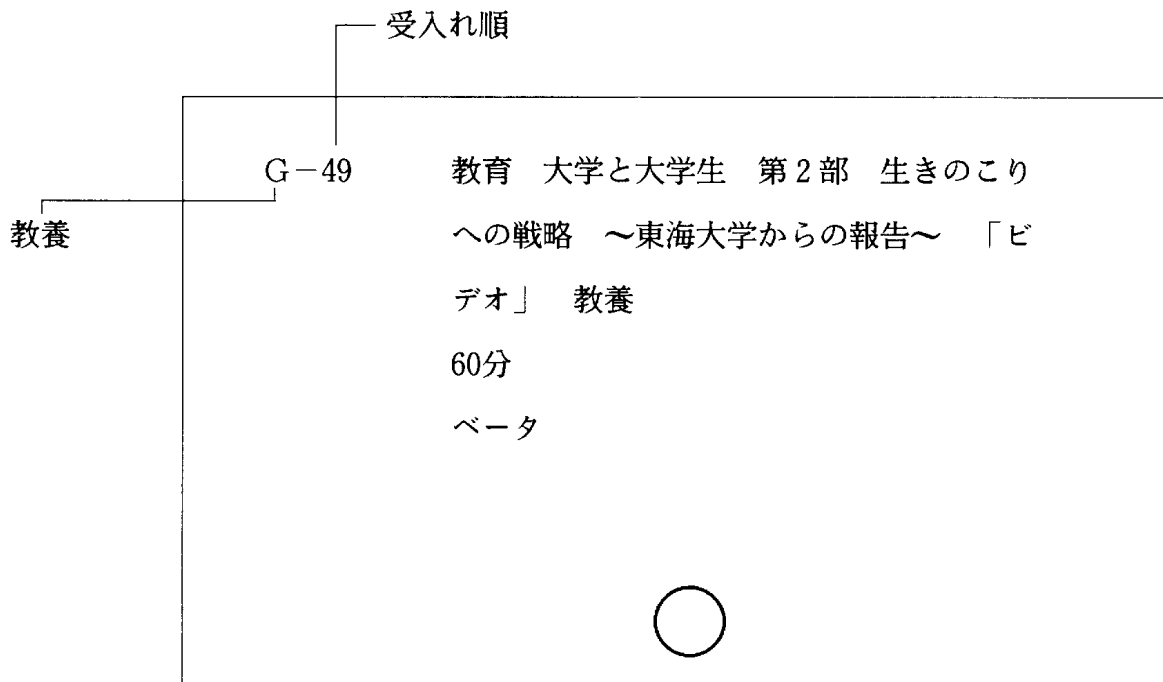 受入れ順
G-49 教育 大学と大学生 第2部 生きのこり
教養 への戦略 ～東海大学からの報告～ 「ビ
デオ」 教養
60分
ベータ